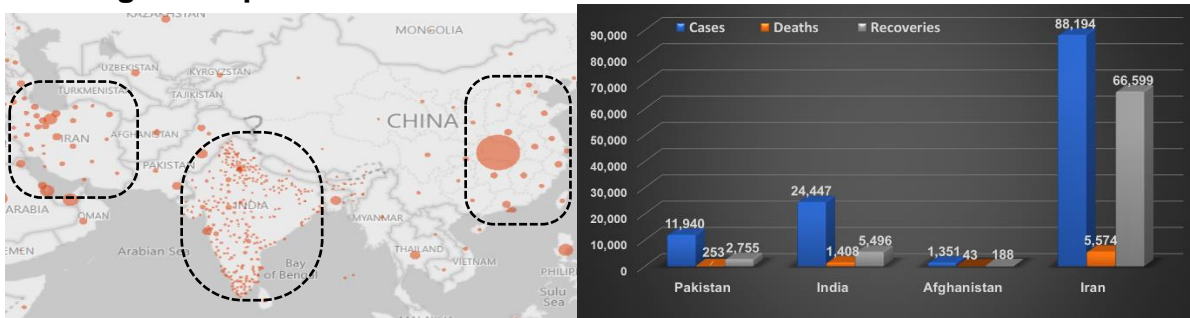 KAZAKHSTAN
MONGOLIA
UZBEKISTAN
KYRGYZSTAN
TURKMENISTAN
TAJIKISTAN
CHINA
IRAN
AFGHANISTAN
PAKISTAN
INDIA
ARABIA
OMAN
MYANMAR
Arabian Sea
Bay
of Bengal
THAILAND
VIETNAM
PHILIP
Sulu
Sea
EMEN
Cases Deaths Recoveries
90,000
80,000
70,000
60,000
50,000
40,000
30,000
20,000
10,000
0
11,940
253
2,755
24,447
1,408
5,496
1,351
43
188
88,194
5,574
66,599
Pakistan India Afghanistan Iran